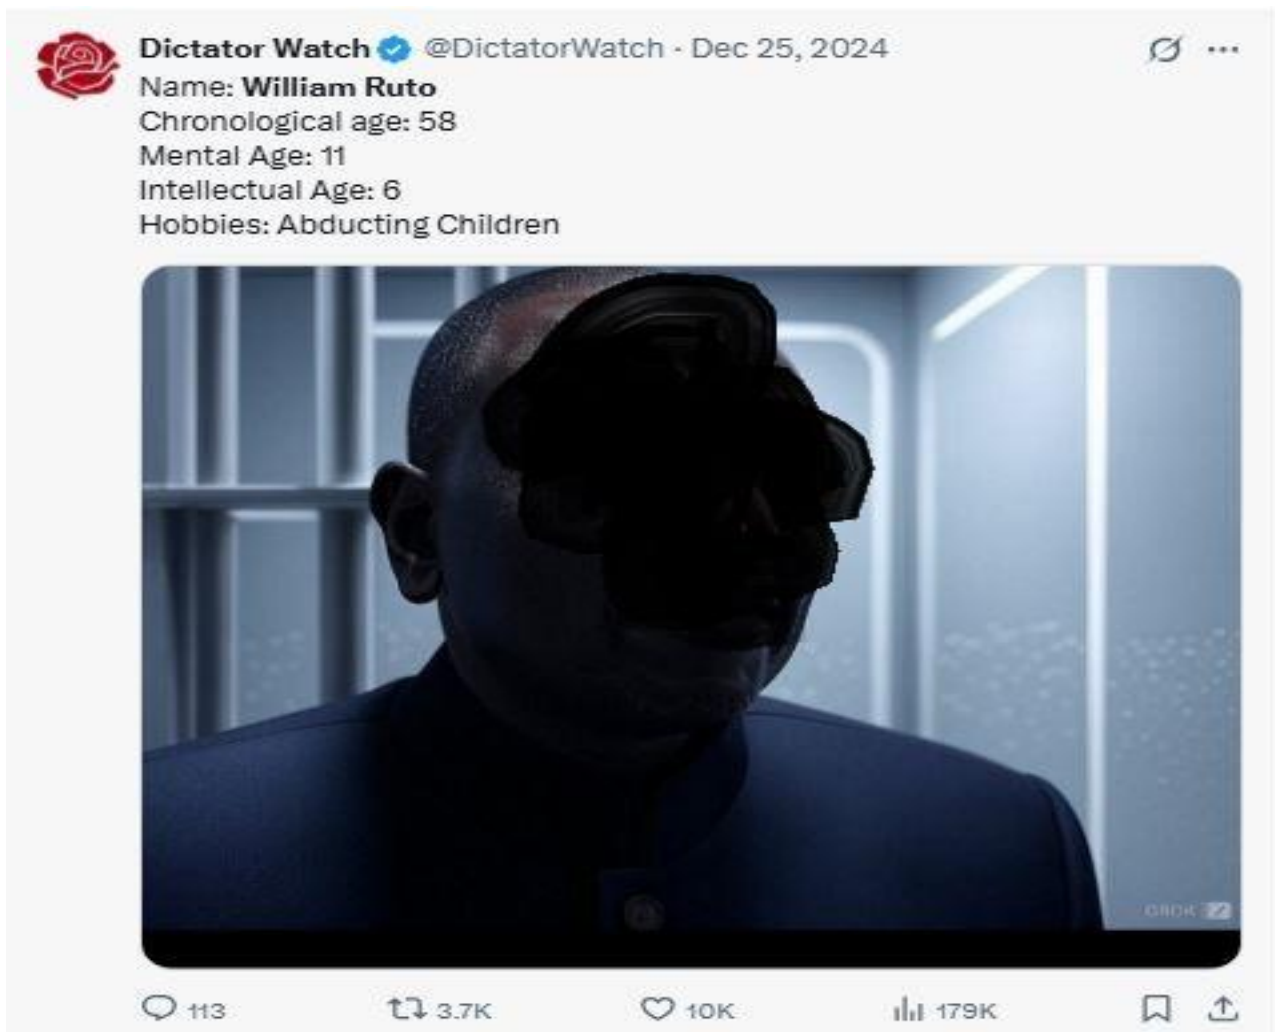 Dictator Watch @DictatorWatch · Dec 25, 2024
Name: William Ruto
Chronological age: 58
Mental Age: 11
Intellectual Age: 6
Hobbies: Abducting Children
GROK
113 3.7K 10K 179K